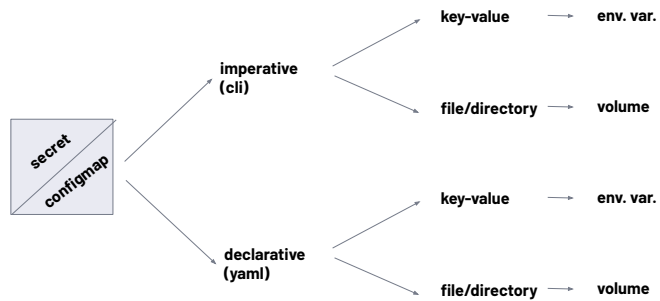 key-value
env. var.
imperative
(cli)
file/directory
volume
secret
configmap
key-value
env. var.
declarative
(yaml)
file/directory
volume